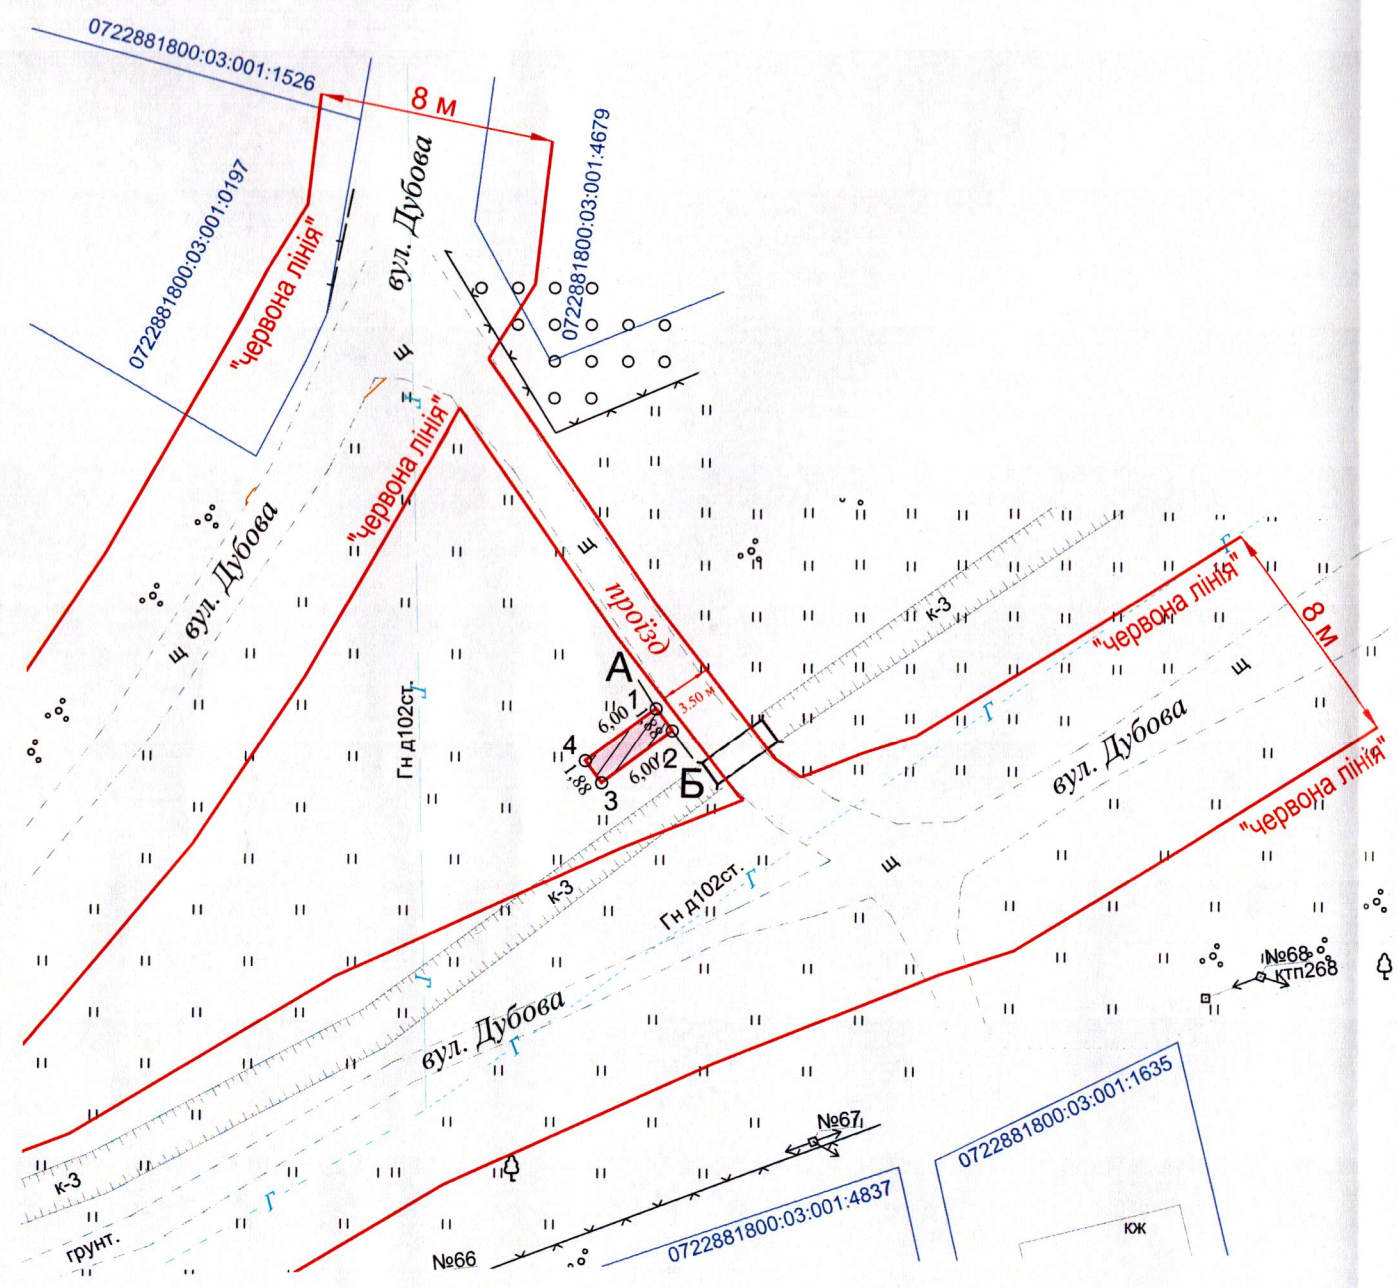 0722881800:03:001:1526
8 м
0722881800:03:001:4679
вул. Дубова
0722881800:03:001:0197
"червона лінія"
щ
Г
"червона лінія"
вул. Дубова
щ
щ
проїзд
к-3
Г
"червона лінія"
8 м
щ
А
Г
Гн д102ст.
3.50 м
1
6,00
1,88
2
4
6,00
1,88
3
Б
Г
вул. Дубова
"червона лінія"
щ
Г
к-3
Гн д102ст.
Г
№68
ктп268
вул. Дубова
Г
№67
0722881800:03:001:1635
к-3
Г
0722881800:03:001:4837
кж
грунт.
№66